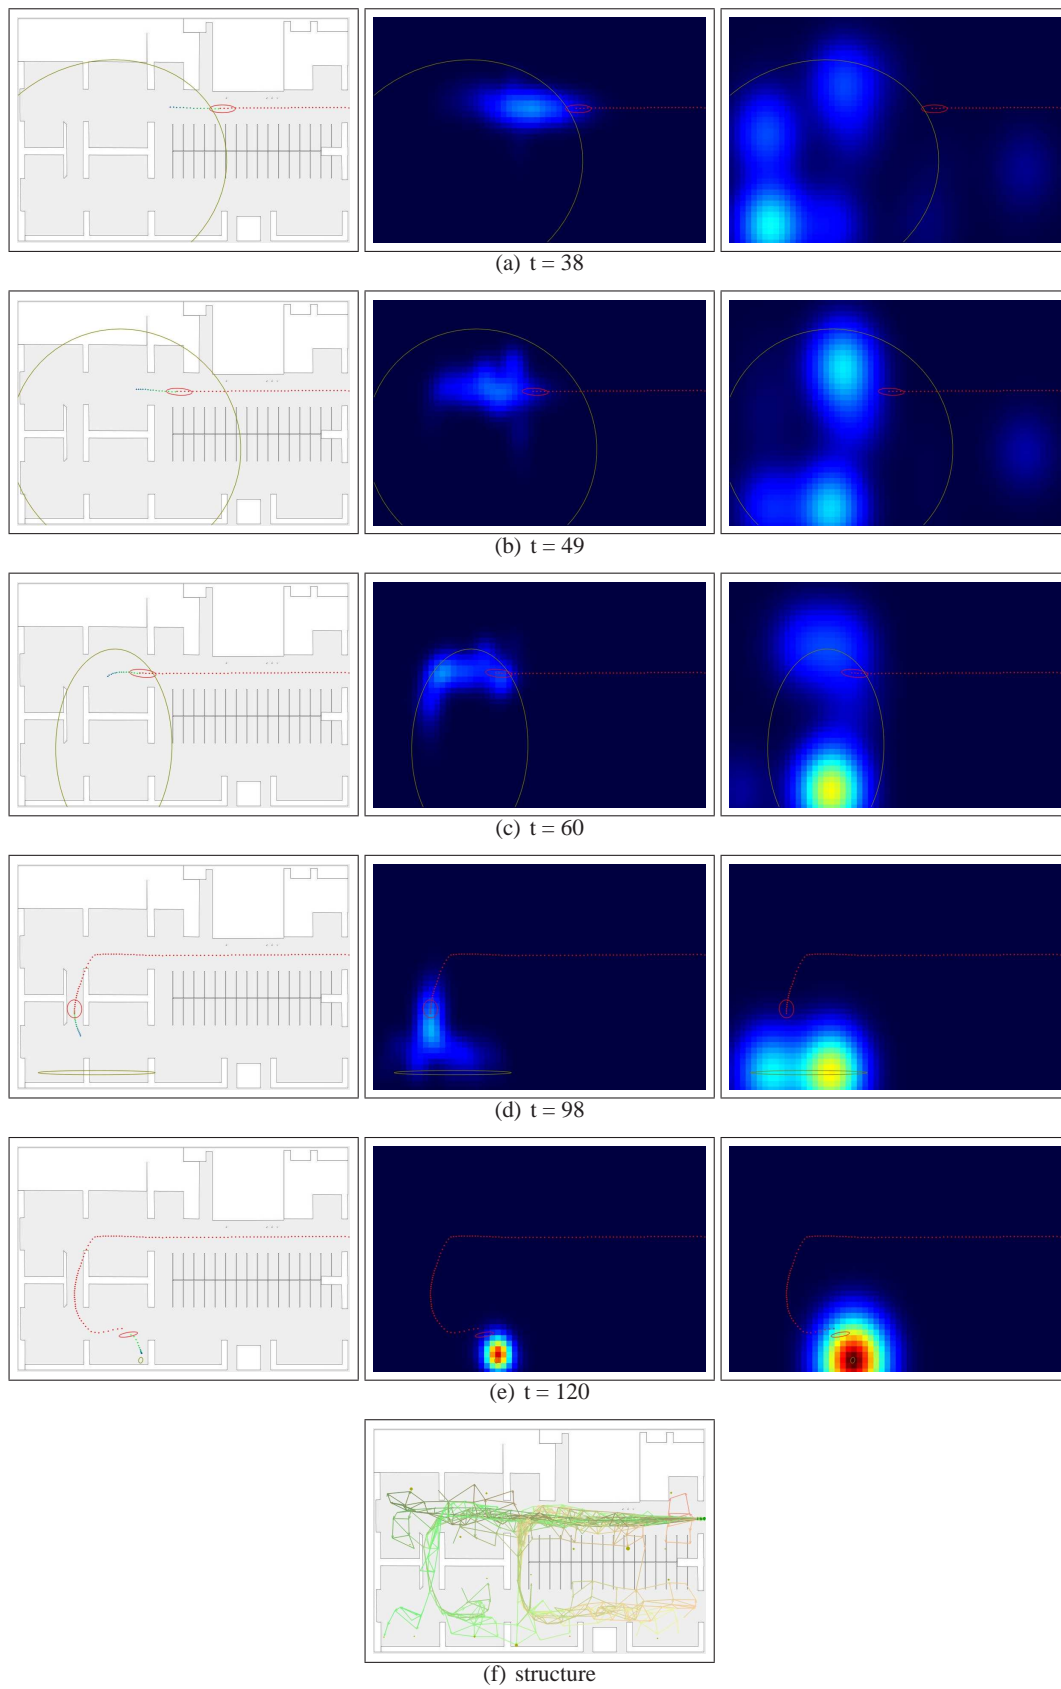 (a) t = 38
(b) t = 49
(c) t = 60
(d) t = 98
(e) t = 120
(f) structure